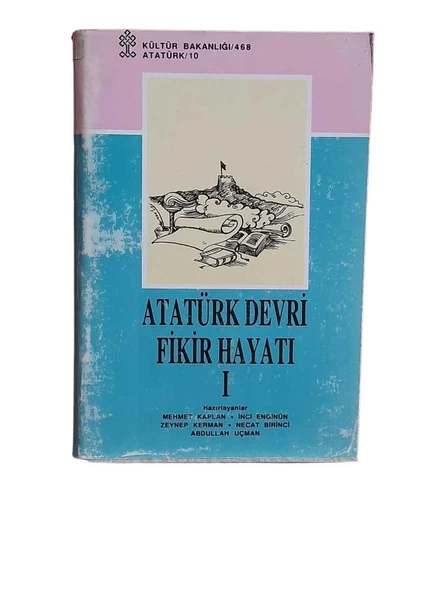 KÜLTÜR BAKANLIĞI/468
ATATÜRK/10
ATATÜRK DEVRİ
FİKİR HAYATI
I
Hazırlayanlar
MEHMET KAPLAN • İNCİ ENGİNÜN
ZEYNEP KERMAN • NECAT BİRİNCİ
ABDULLAH UÇMAN